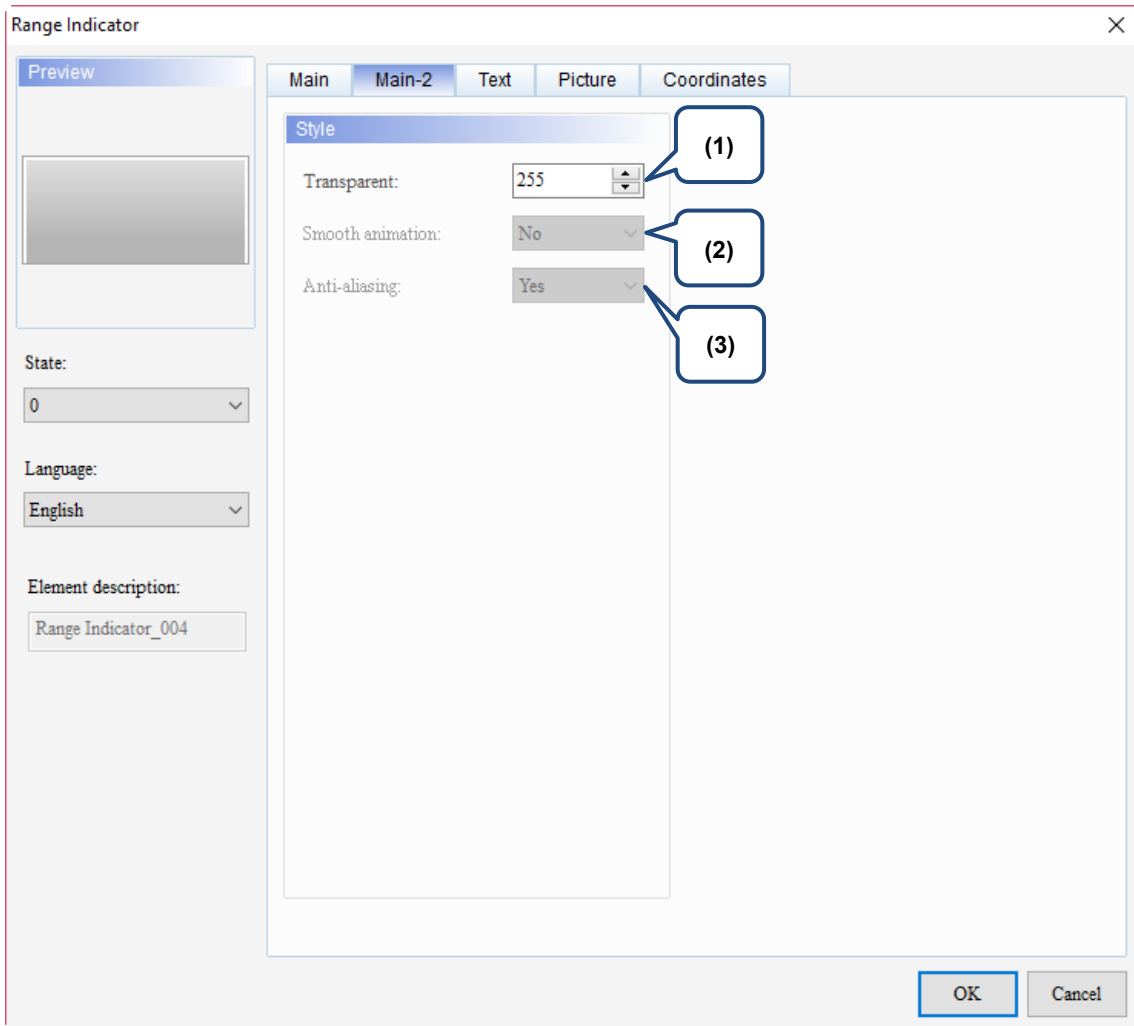 Range Indicator
Preview
Main Main-2 Text Picture Coordinates
Style
(1)
Transparent: 255
Smooth animation: No
(2)
Anti-aliasing: Yes
(3)
State:
0
Language:
English
Element description:
Range Indicator_004
OK Cancel